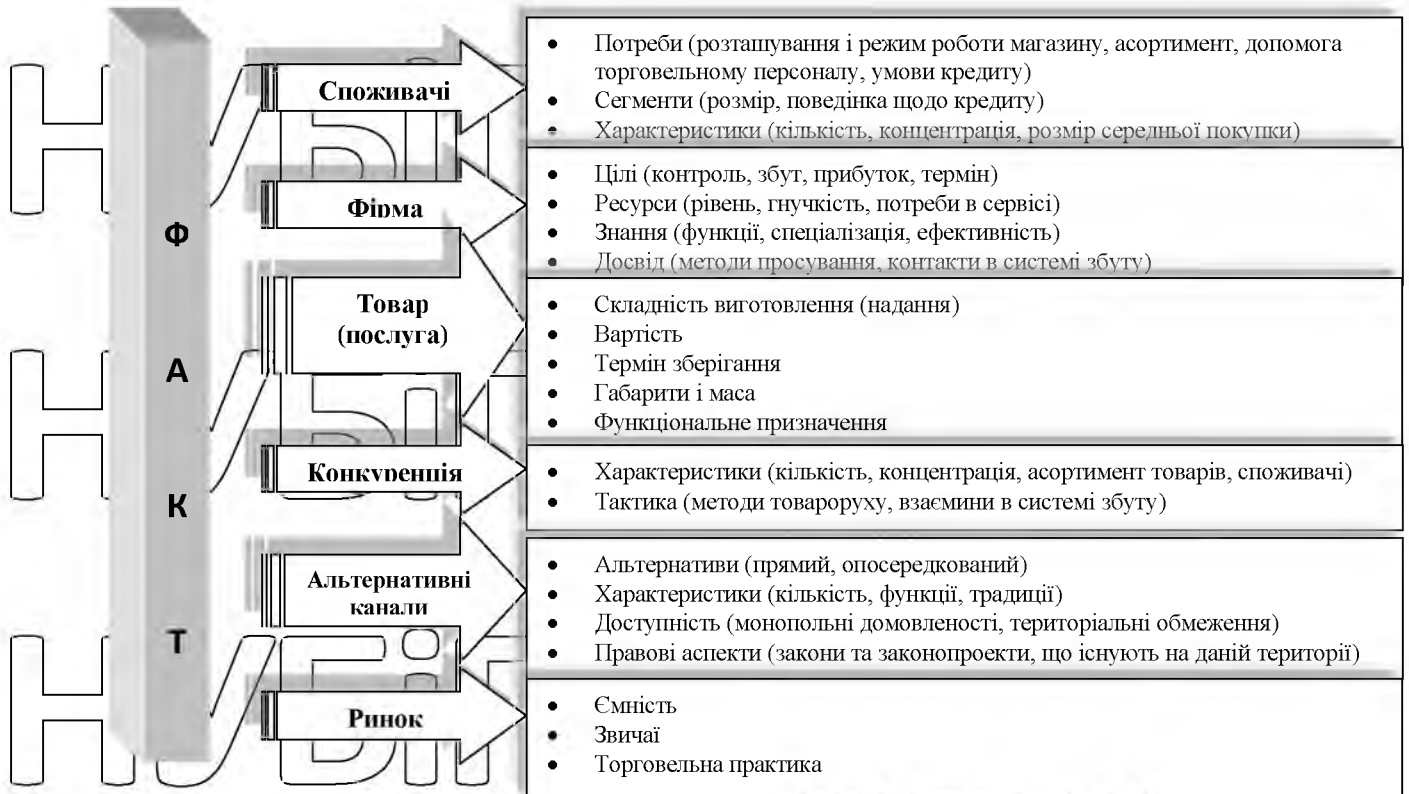 Ф
А
К
Т
Споживачі
• Потреби (розташування і режим роботи магазину, асортимент, допомога
торговельному персоналу, умови кредиту)
• Сегменти (розмір, поведінка щодо кредиту)
• Характеристики (кількість, концентрація, розмір середньої покупки)
Фірма
• Цілі (контроль, збут, прибуток, термін)
• Ресурси (рівень, гнучкість, потреби в сервісі)
• Знання (функції, спеціалізація, ефективність)
• Досвід (методи просування, контакти в системі збуту)
Товар
(послуга)
• Складність виготовлення (надання)
• Вартість
• Термін зберігання
• Габарити і маса
• Функціональне призначення
Конкуренція
• Характеристики (кількість, концентрація, асортимент товарів, споживачі)
• Тактика (методи товароруху, взаємини в системі збуту)
Альтернативні
канали
• Альтернативи (прямий, опосередкований)
• Характеристики (кількість, функції, традиції)
• Доступність (монопольні домовленості, територіальні обмеження)
• Правові аспекти (закони та законопроекти, що існують на даній території)
Ринок
• Ємність
• Звичаї
• Торговельна практика